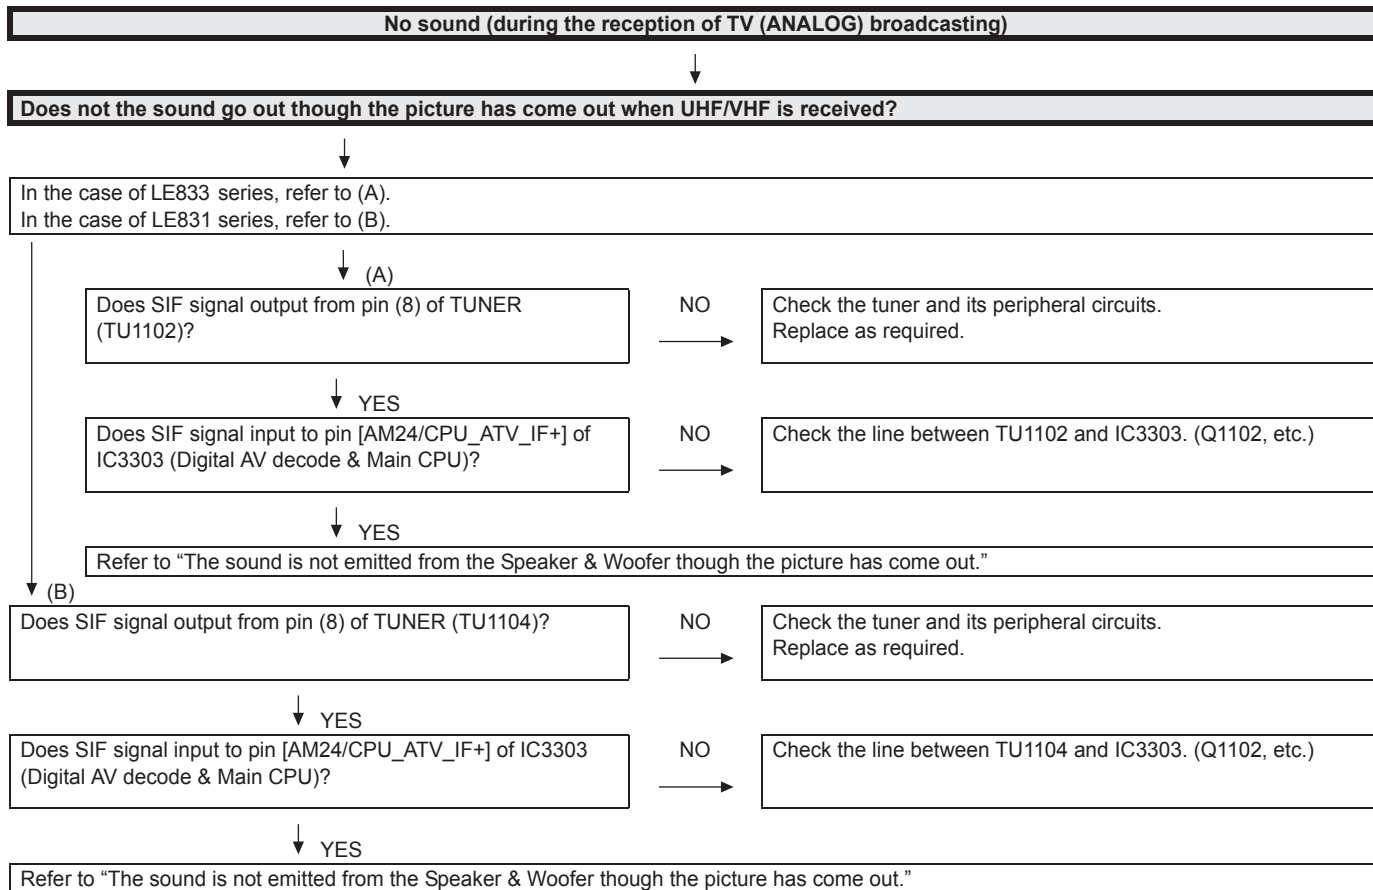 No sound (during the reception of TV (ANALOG) broadcasting)
Does not the sound go out though the picture has come out when UHF/VHF is received?
In the case of LE833 series, refer to (A).
In the case of LE831 series, refer to (B).
(A)
Does SIF signal output from pin (8) of TUNER
(TU1102)?
NO
Check the tuner and its peripheral circuits.
Replace as required.
YES
Does SIF signal input to pin [AM24/CPU_ATV_IF+] of
IC3303 (Digital AV decode & Main CPU)?
NO
Check the line between TU1102 and IC3303. (Q1102, etc.)
YES
Refer to “The sound is not emitted from the Speaker & Woofer though the picture has come out.”
(B)
Does SIF signal output from pin (8) of TUNER (TU1104)?
NO
Check the tuner and its peripheral circuits.
Replace as required.
YES
Does SIF signal input to pin [AM24/CPU_ATV_IF+] of IC3303
(Digital AV decode & Main CPU)?
NO
Check the line between TU1104 and IC3303. (Q1102, etc.)
YES
Refer to “The sound is not emitted from the Speaker & Woofer though the picture has come out.”